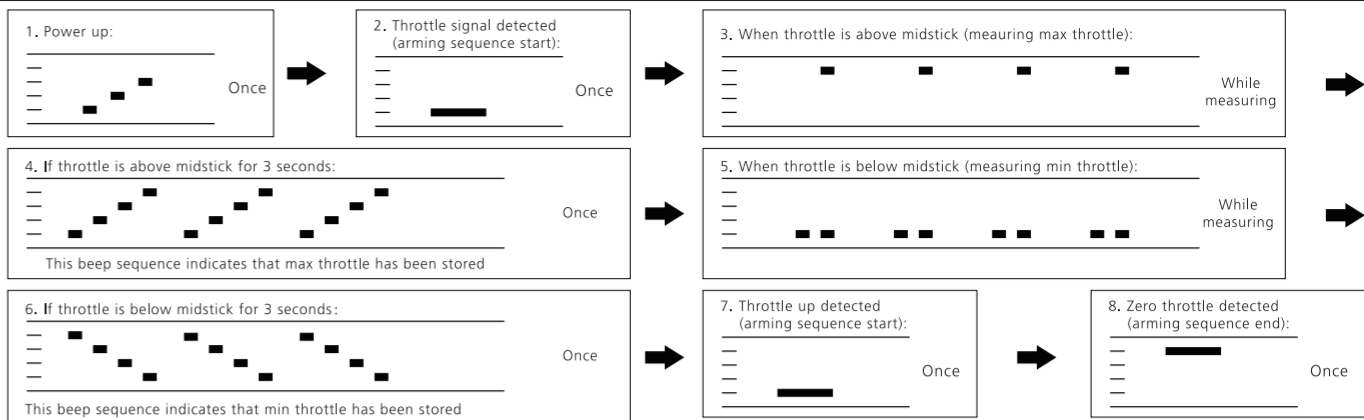 1. Power up:
Once
2. Throttle signal detected
(arming sequence start):
Once
3. When throttle is above midstick (meauring max throttle):
While
measuring
4. If throttle is above midstick for 3 seconds:
Once
This beep sequence indicates that max throttle has been stored
5. When throttle is below midstick (measuring min throttle):
While
measuring
6. If throttle is below midstick for 3 seconds:
Once
This beep sequence indicates that min throttle has been stored
7. Throttle up detected
(arming sequence start):
Once
8. Zero throttle detected
(arming sequence end):
Once